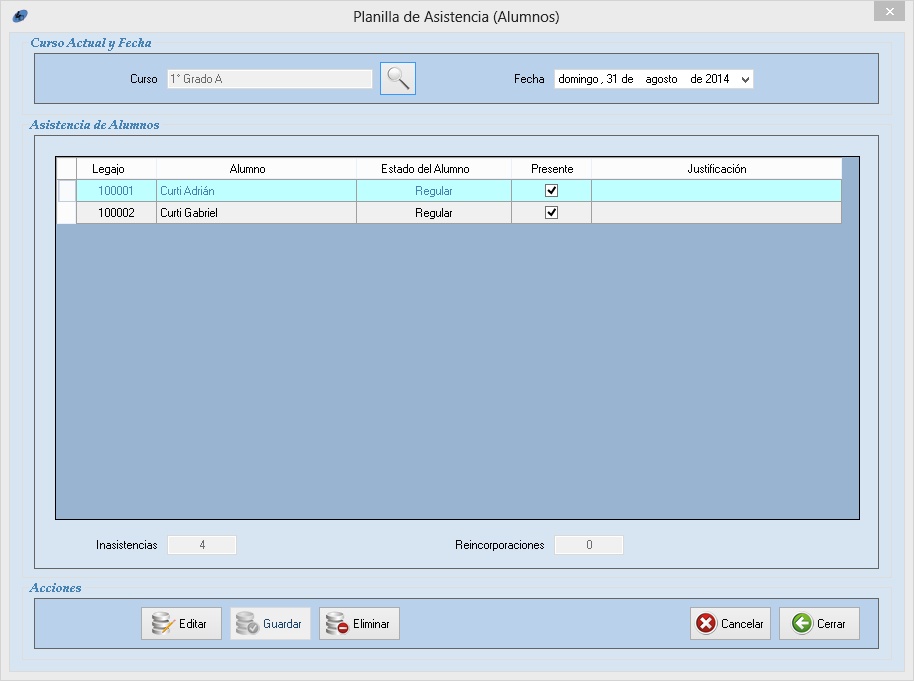 Planilla de Asistencia (Alumnos)
Curso Actual y Fecha
Curso 1° Grado A Fecha domingo , 31 de agosto de 2014
Asistencia de Alumnos
Legajo Alumno Estado del Alumno Presente Justificación
100001 Curti Adrián Regular
100002 Curti Gabriel Regular
Inasistencias 4 Reincorporaciones 0
Acciones
Editar Guardar Eliminar Cancelar Cerrar